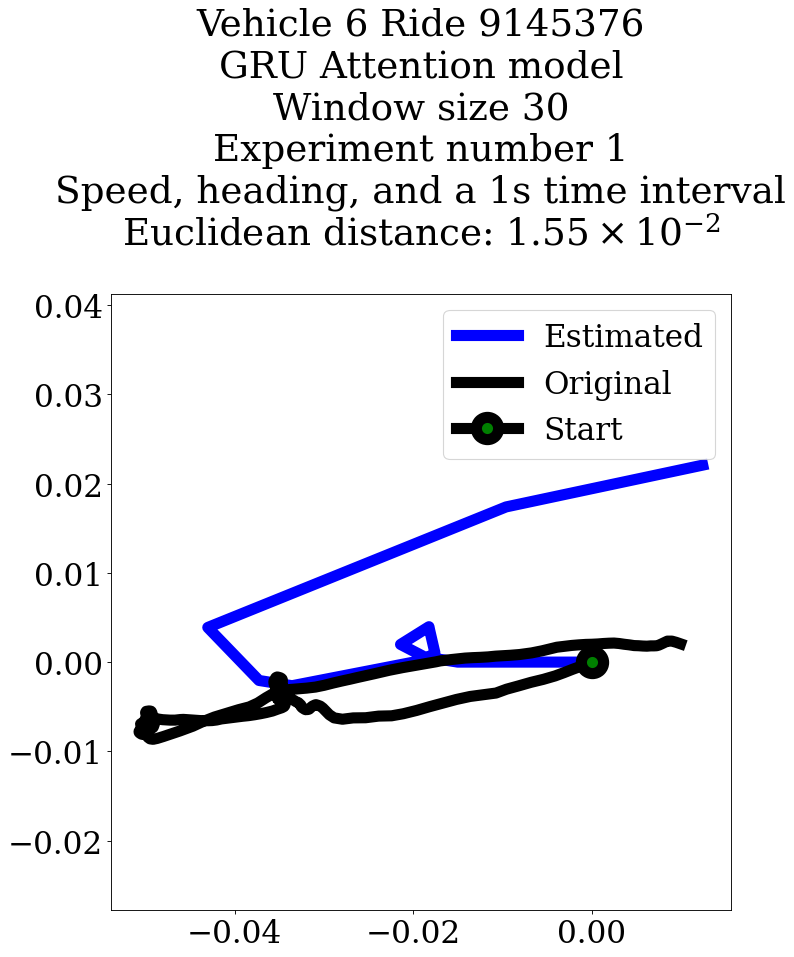 Vehicle 6 Ride 9145376
GRU Attention model
Window size 30
Experiment number 1
Speed, heading, and a 1s time interval
Euclidean distance: 1.55 × 10⁻²
Estimated
Original
Start
0.04
0.03
0.02
0.01
0.00
−0.01
−0.02
−0.04
−0.02
0.00